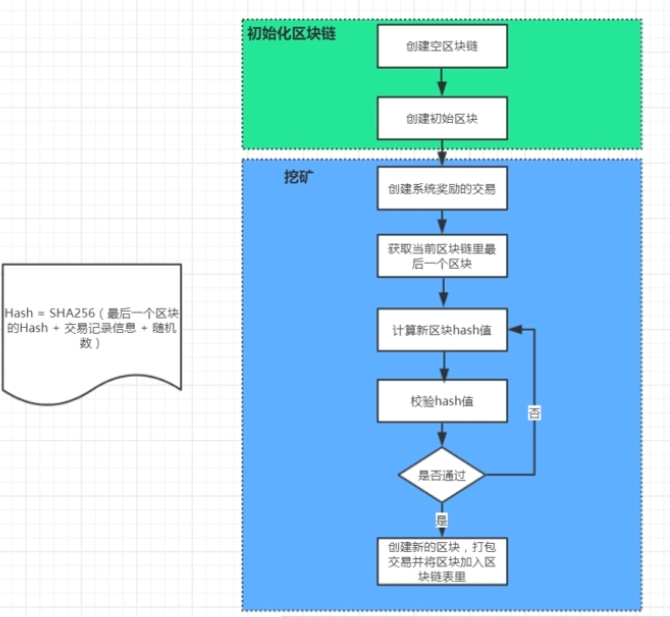 初始化区块链
创建空区块链
创建初始区块
挖矿
创建系统奖励的交易
获取当前区块链里最
后一个区块
Hash = SHA256（最后一个区块
的Hash + 交易记录信息 + 随机
数）
计算新区块hash值
校验hash值
否
是否通过
是
创建新的区块，打包
交易并将区块加入区
块链表里